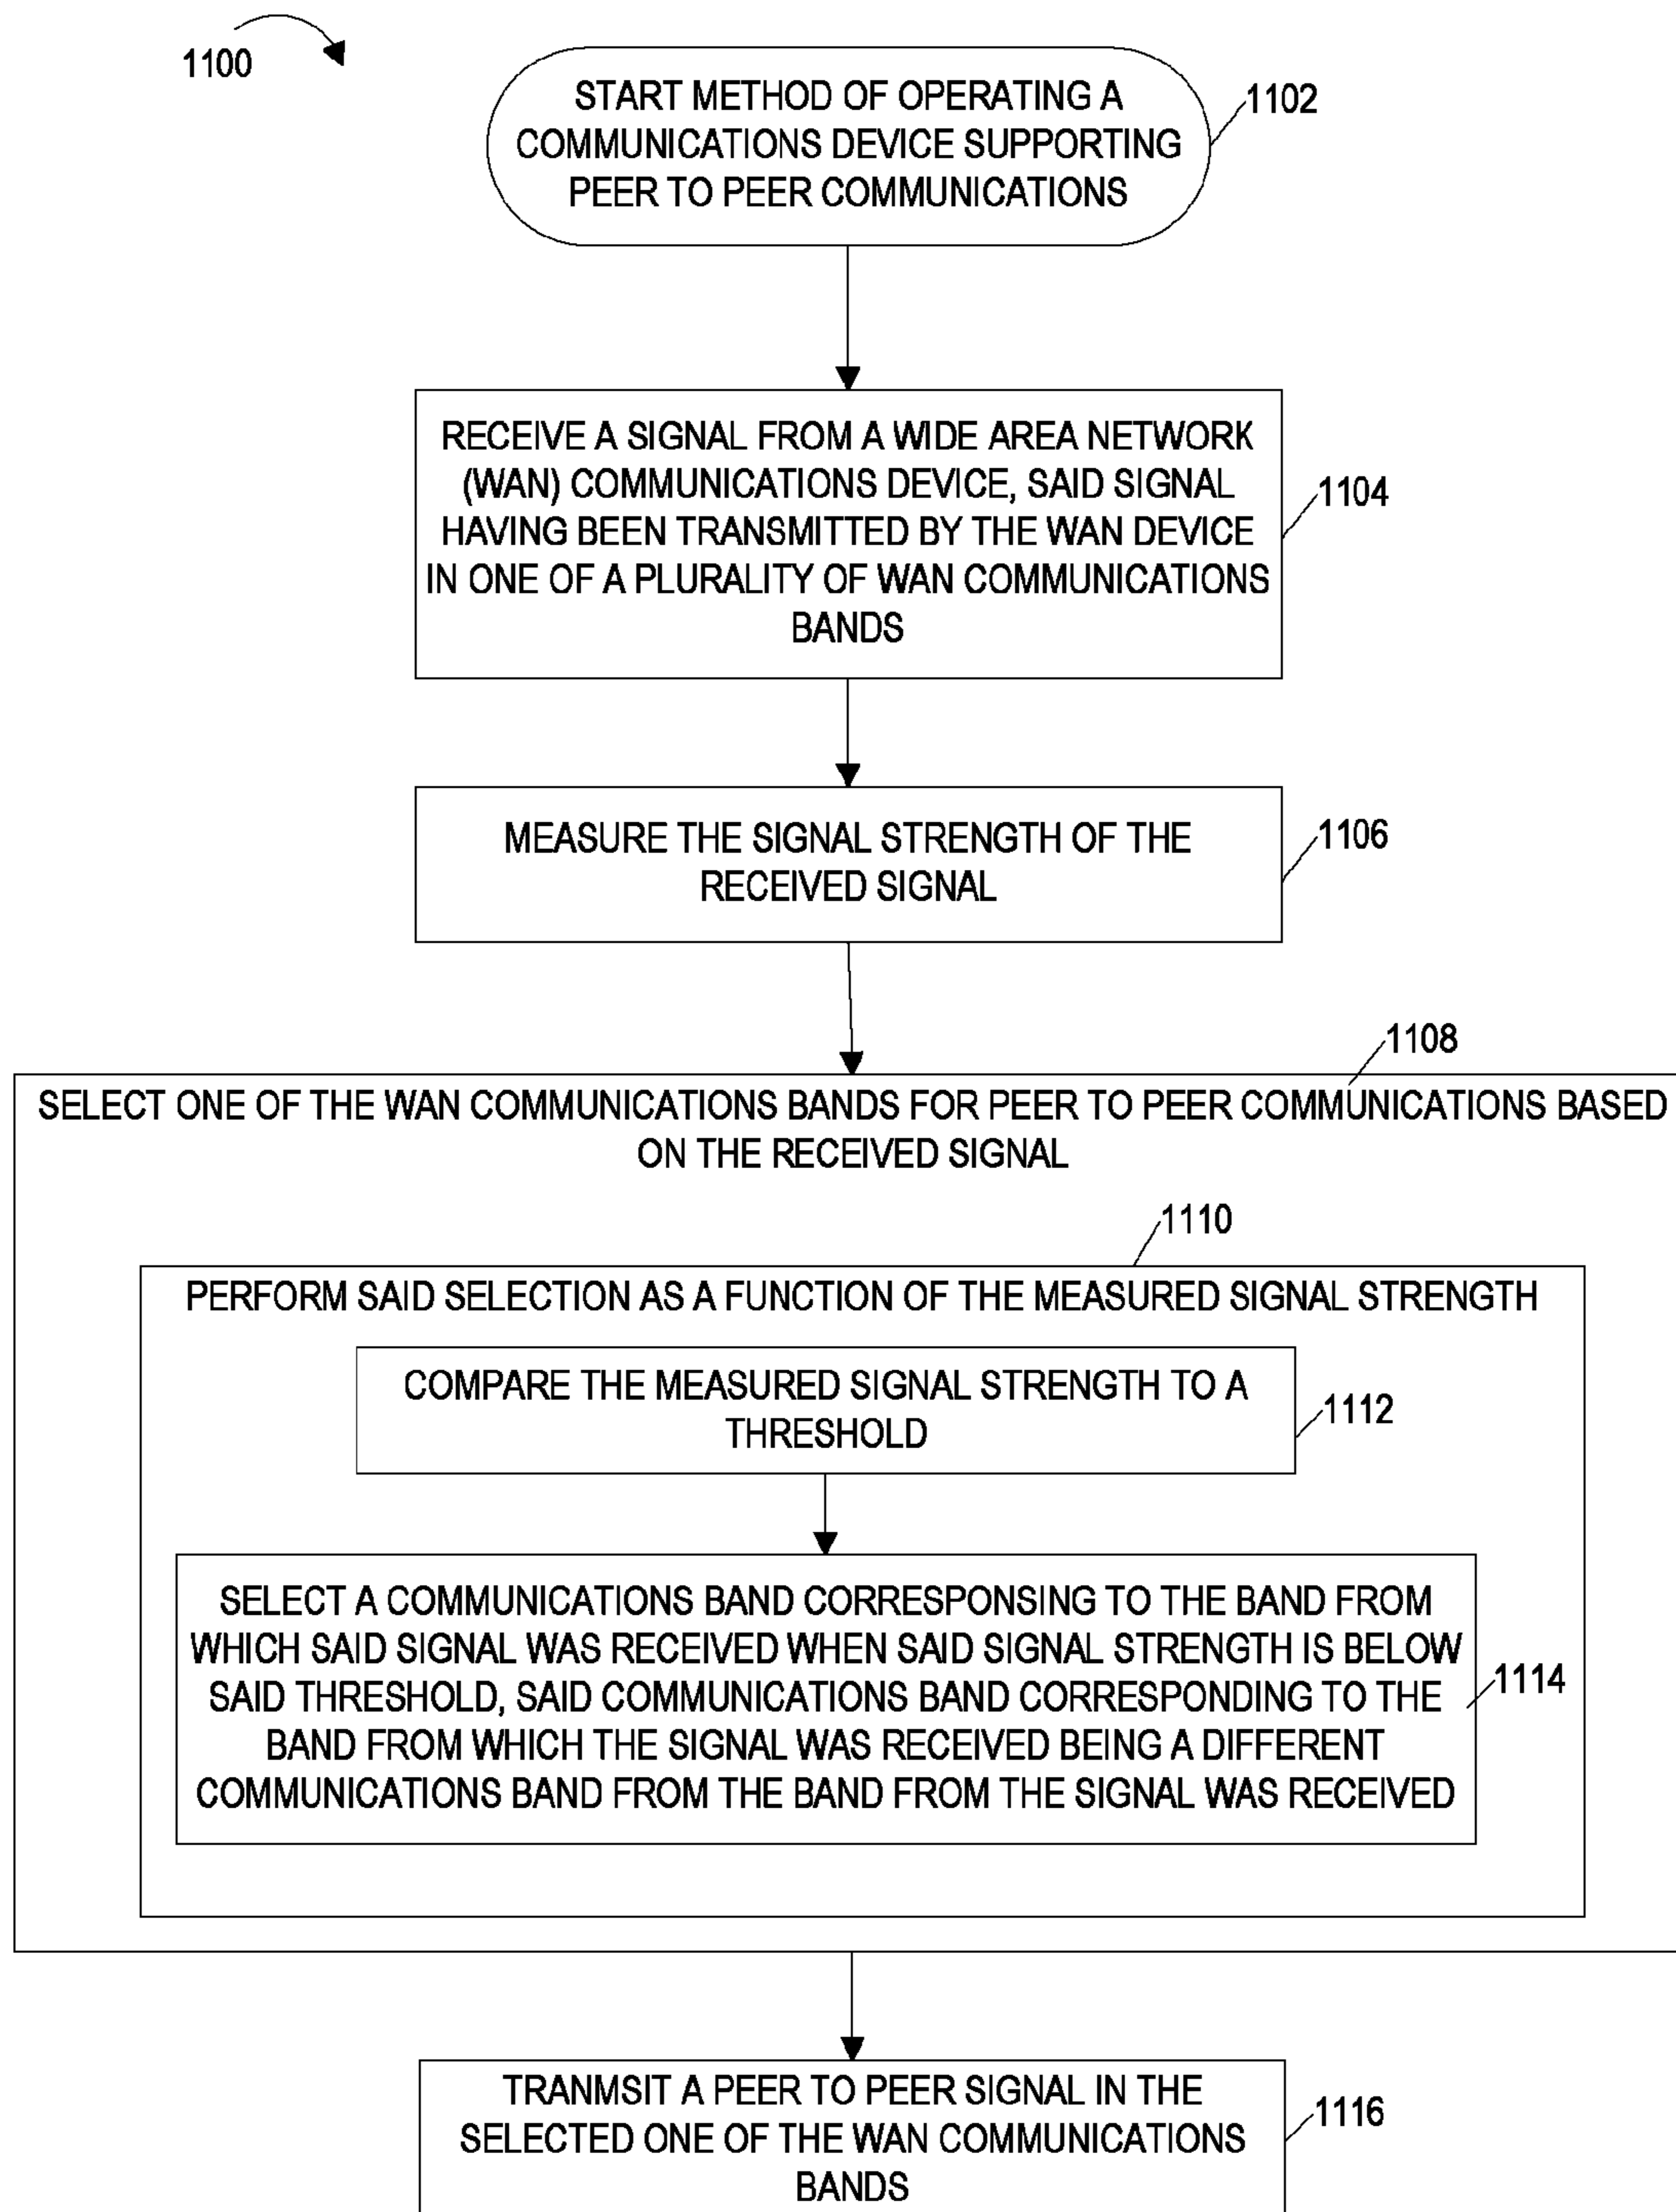 1100
START METHOD OF OPERATING A
COMMUNICATIONS DEVICE SUPPORTING
PEER TO PEER COMMUNICATIONS
1102
RECEIVE A SIGNAL FROM A WIDE AREA NETWORK
(WAN) COMMUNICATIONS DEVICE, SAID SIGNAL
HAVING BEEN TRANSMITTED BY THE WAN DEVICE
IN ONE OF A PLURALITY OF WAN COMMUNICATIONS
BANDS
1104
MEASURE THE SIGNAL STRENGTH OF THE
RECEIVED SIGNAL
1106
1108
SELECT ONE OF THE WAN COMMUNICATIONS BANDS FOR PEER TO PEER COMMUNICATIONS BASED
ON THE RECEIVED SIGNAL
1110
PERFORM SAID SELECTION AS A FUNCTION OF THE MEASURED SIGNAL STRENGTH
COMPARE THE MEASURED SIGNAL STRENGTH TO A
THRESHOLD
1112
SELECT A COMMUNICATIONS BAND CORRESPONSING TO THE BAND FROM
WHICH SAID SIGNAL WAS RECEIVED WHEN SAID SIGNAL STRENGTH IS BELOW
SAID THRESHOLD, SAID COMMUNICATIONS BAND CORRESPONDING TO THE
BAND FROM WHICH THE SIGNAL WAS RECEIVED BEING A DIFFERENT
COMMUNICATIONS BAND FROM THE BAND FROM THE SIGNAL WAS RECEIVED
1114
TRANMSIT A PEER TO PEER SIGNAL IN THE
SELECTED ONE OF THE WAN COMMUNICATIONS
BANDS
1116